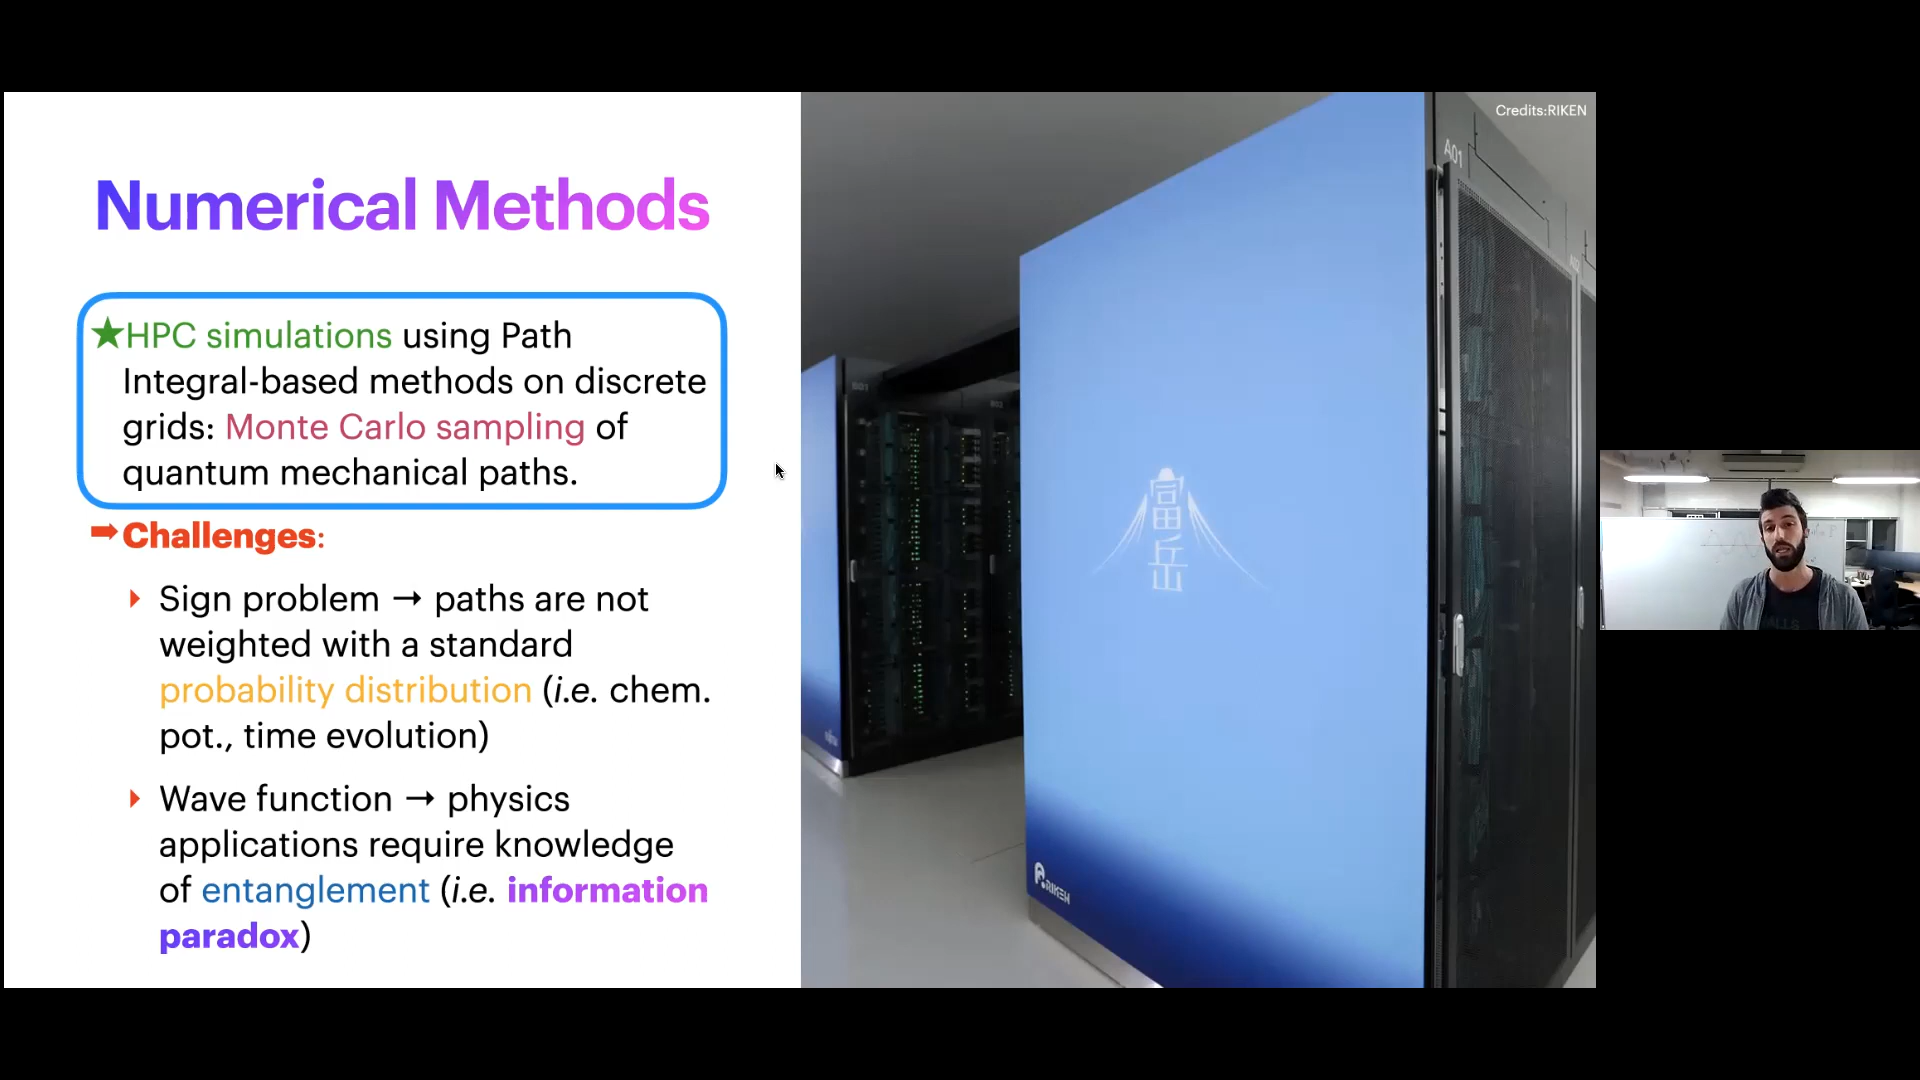 Credits:RIKEN
Numerical Methods
★HPC simulations using Path
Integral-based methods on discrete
grids: Monte Carlo sampling of
quantum mechanical paths.
➡Challenges:
Sign problem → paths are not
weighted with a standard
probability distribution (i.e. chem.
pot., time evolution)
Wave function → physics
applications require knowledge
of entanglement (i.e. information
paradox)
A01
富
岳
RIKEN